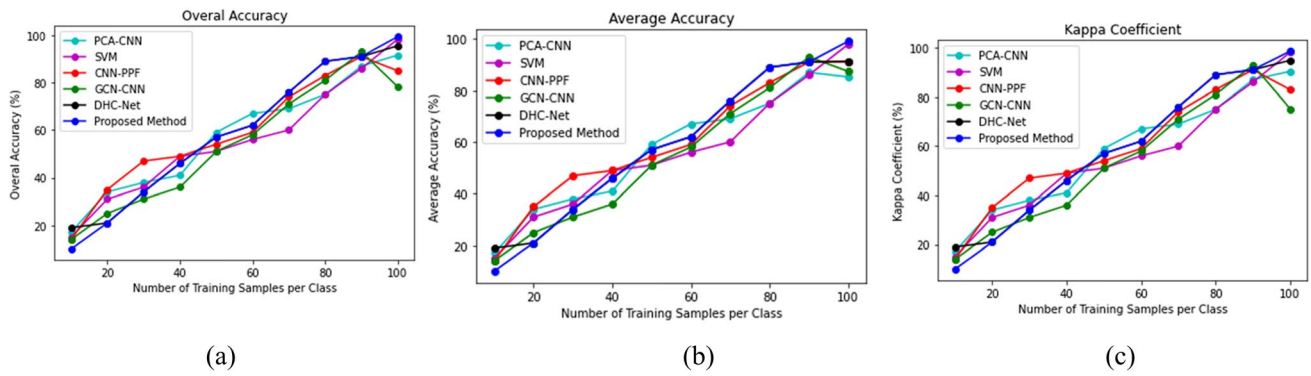 Overal Accuracy
Overall Accuracy (%)
100
80
60
40
20
PCA-CNN
SVM
CNN-PPF
GCN-CNN
DHC-Net
Proposed Method
20 40 60 80 100
Number of Training Samples per Class
(a)
Average Accuracy
Average Accuracy (%)
100
80
60
40
20
PCA-CNN
SVM
CNN-PPF
GCN-CNN
DHC-Net
Proposed Method
20 40 60 80 100
Number of Training Samples per Class
(b)
Kappa Coefficient
Kappa Coefficient (%)
100
80
60
40
20
PCA-CNN
SVM
CNN-PPF
GCN-CNN
DHC-Net
Proposed Method
20 40 60 80 100
Number of Training Samples per Class
(c)